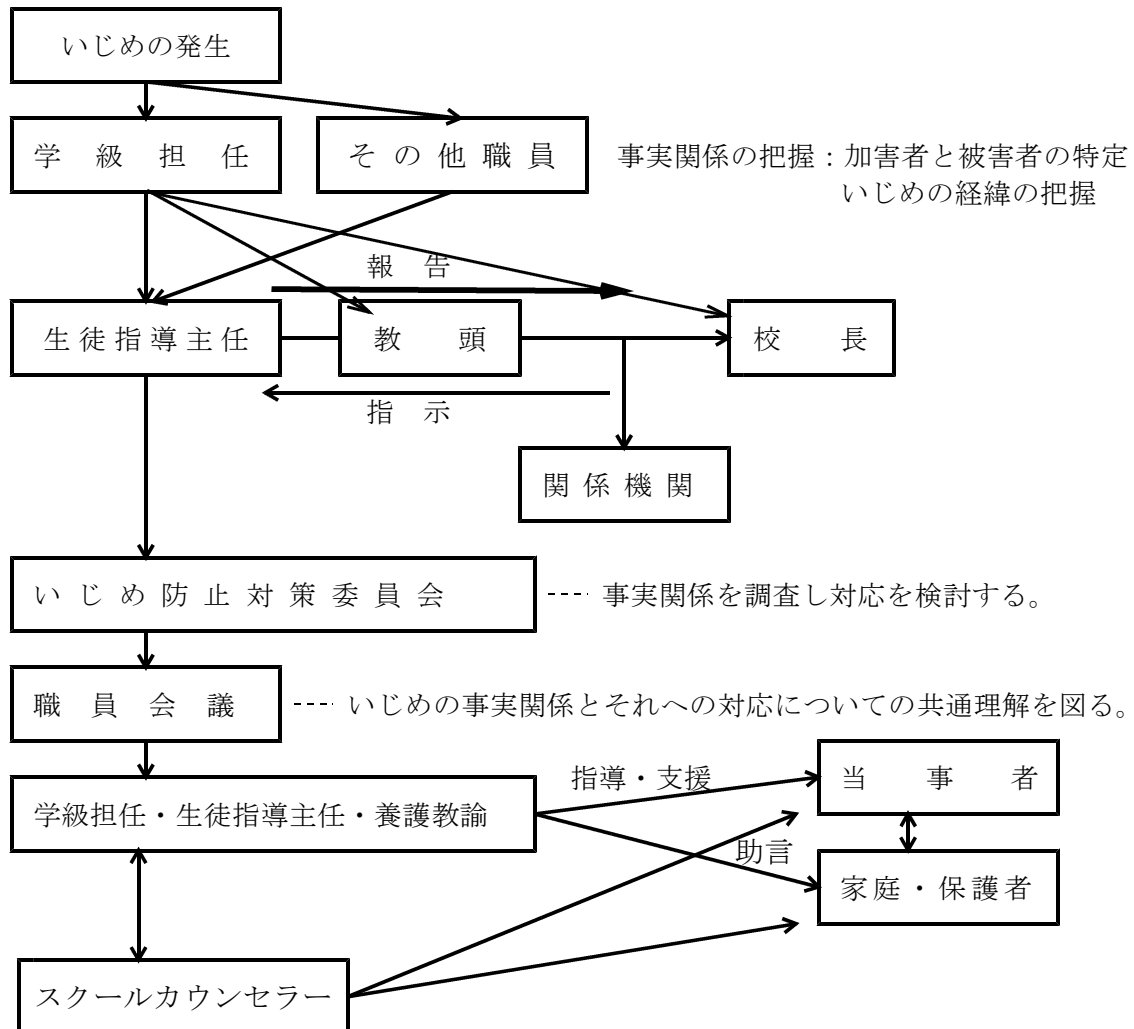 いじめの発生
学級担任
その他職員
事実関係の把握：加害者と被害者の特定
いじめの経緯の把握
報告
生徒指導主任
教頭
校長
指示
関係機関
いじめ防止対策委員会
事実関係を調査し対応を検討する。
職員会議
いじめの事実関係とそれへの対応についての共通理解を図る。
指導・支援
当事者
学級担任・生徒指導主任・養護教諭
助言
家庭・保護者
スクールカウンセラー